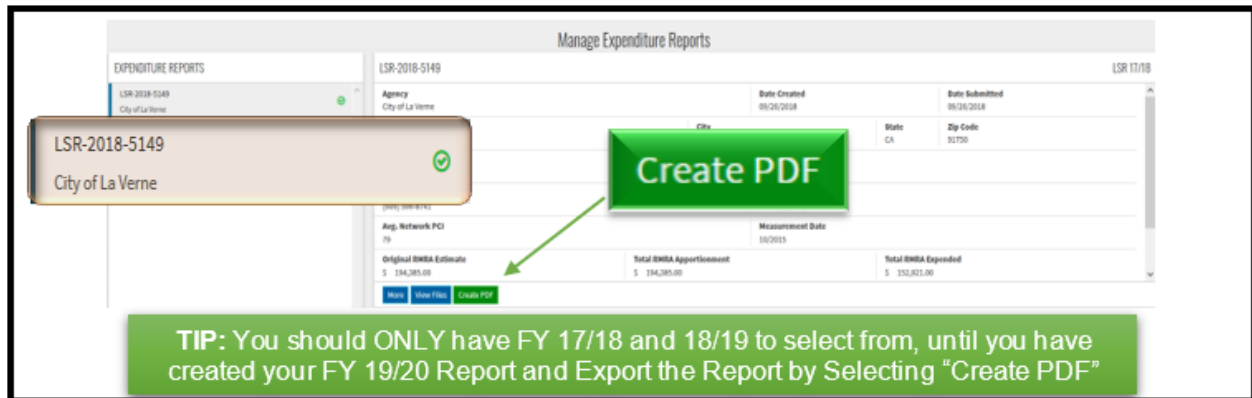 Manage Expenditure Reports
EXPENDITURE REPORTS
LSR-2018-5149
LSR 17/18
LSR-2018-5149
City of La Verne
Agency
City of La Verne
Date Created
09/26/2018
Date Submitted
09/26/2018
City
State
CA
Zip Code
91750
LSR-2018-5149
City of La Verne
Create PDF
Avg. Network PCI
79
Measurement Date
10/2015
Original RMRA Estimate
$ 194,385.00
Total RMRA Apportionment
$ 194,385.00
Total RMRA Expended
$ 152,921.00
More
View Files
Create PDF
TIP: You should ONLY have FY 17/18 and 18/19 to select from, until you have
created your FY 19/20 Report and Export the Report by Selecting “Create PDF”